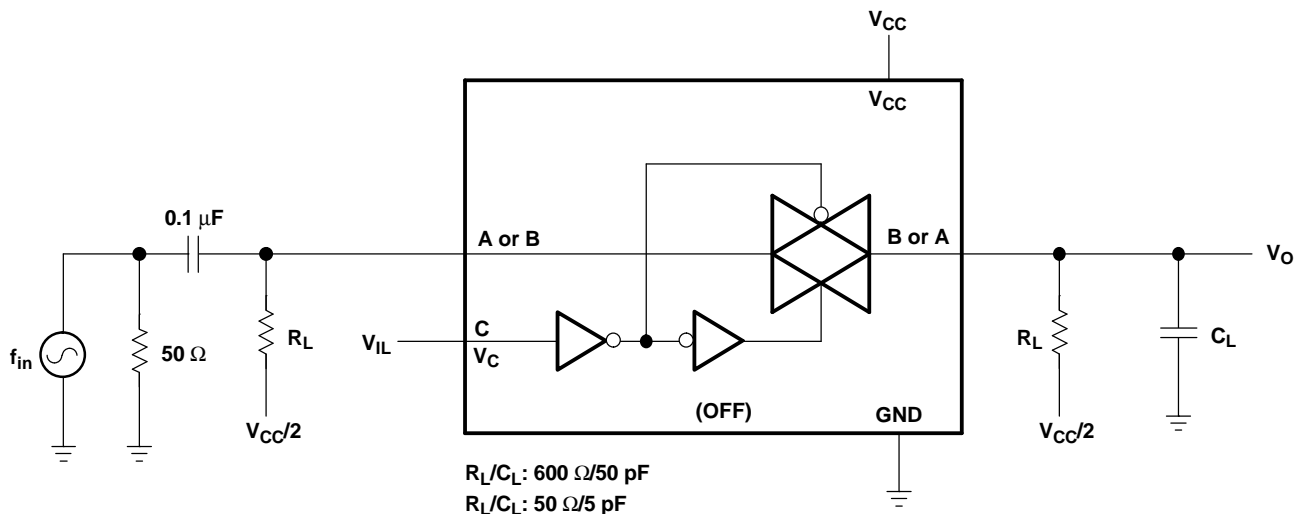 VCC
VCC
0.1 μF
A or B
B or A
VO
fin
50 Ω
RL
VCC/2
VIL
C
VC
(OFF)
GND
RL
VCC/2
CL
RL/CL: 600 Ω/50 pF
RL/CL: 50 Ω/5 pF